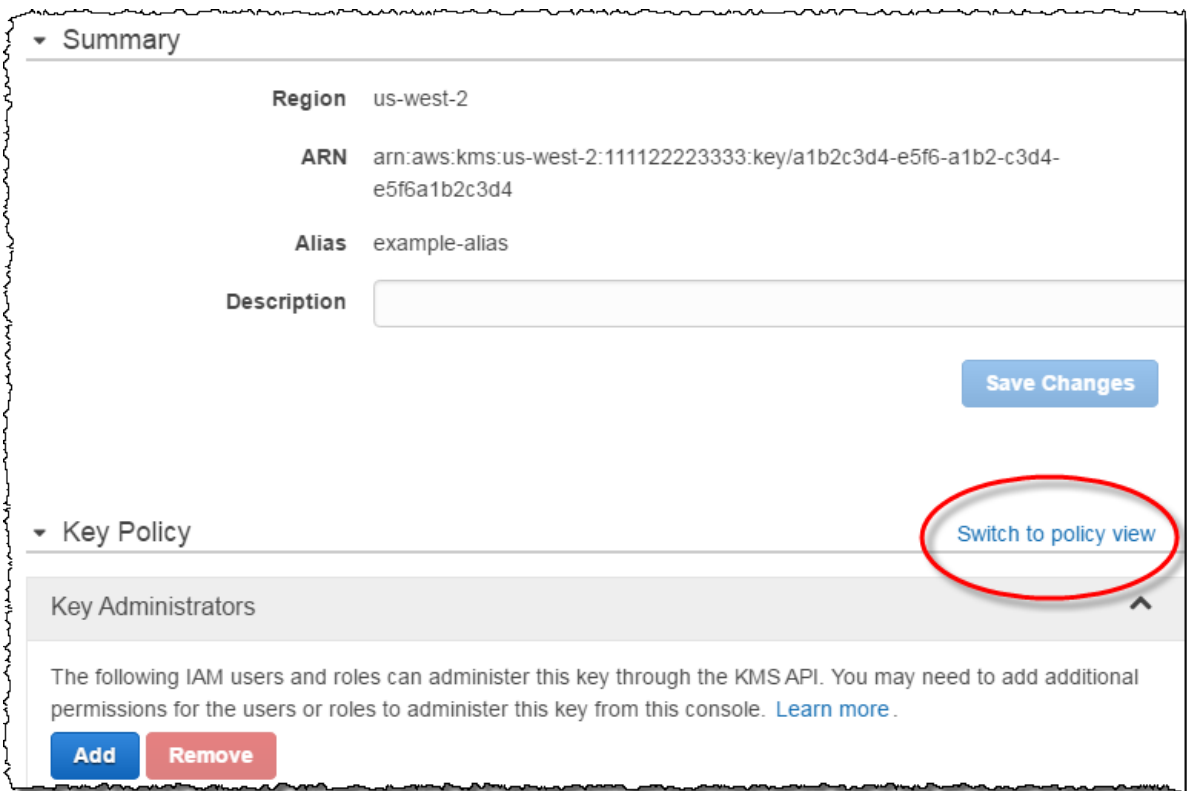 Summary
Region us-west-2
ARN arn:aws:kms:us-west-2:111122223333:key/a1b2c3d4-e5f6-a1b2-c3d4-
e5f6a1b2c3d4
Alias example-alias
Description
Save Changes
Key Policy Switch to policy view
Key Administrators
The following IAM users and roles can administer this key through the KMS API. You may need to add additional
permissions for the users or roles to administer this key from this console. Learn more.
Add Remove